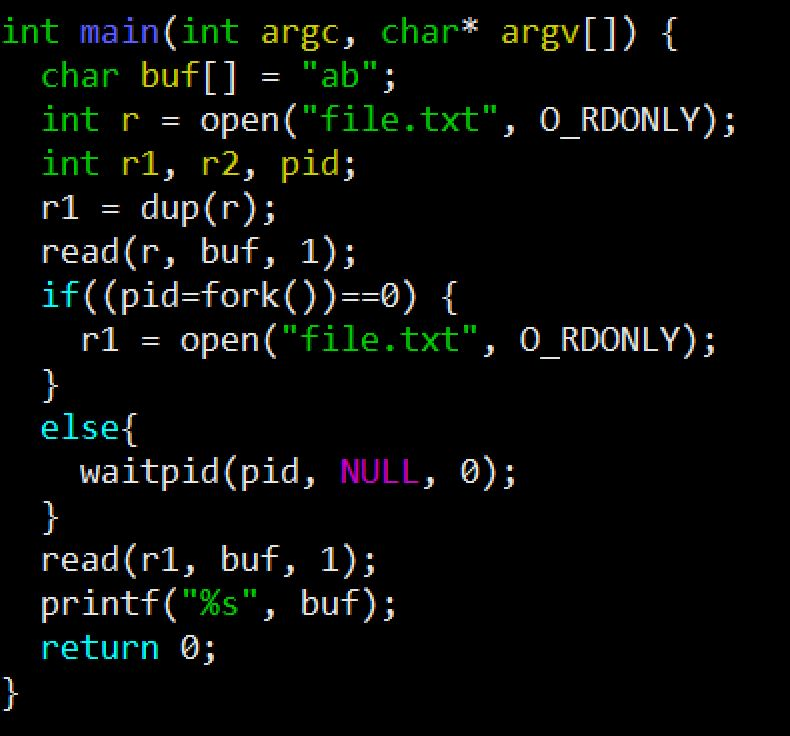 int main(int argc, char* argv[]) {
  char buf[] = "ab";
  int r = open("file.txt", O_RDONLY);
  int r1, r2, pid;
  r1 = dup(r);
  read(r, buf, 1);
  if((pid=fork())==0) {
    r1 = open("file.txt", O_RDONLY);
  }
  else{
    waitpid(pid, NULL, 0);
  }
  read(r1, buf, 1);
  printf("%s", buf);
  return 0;
}